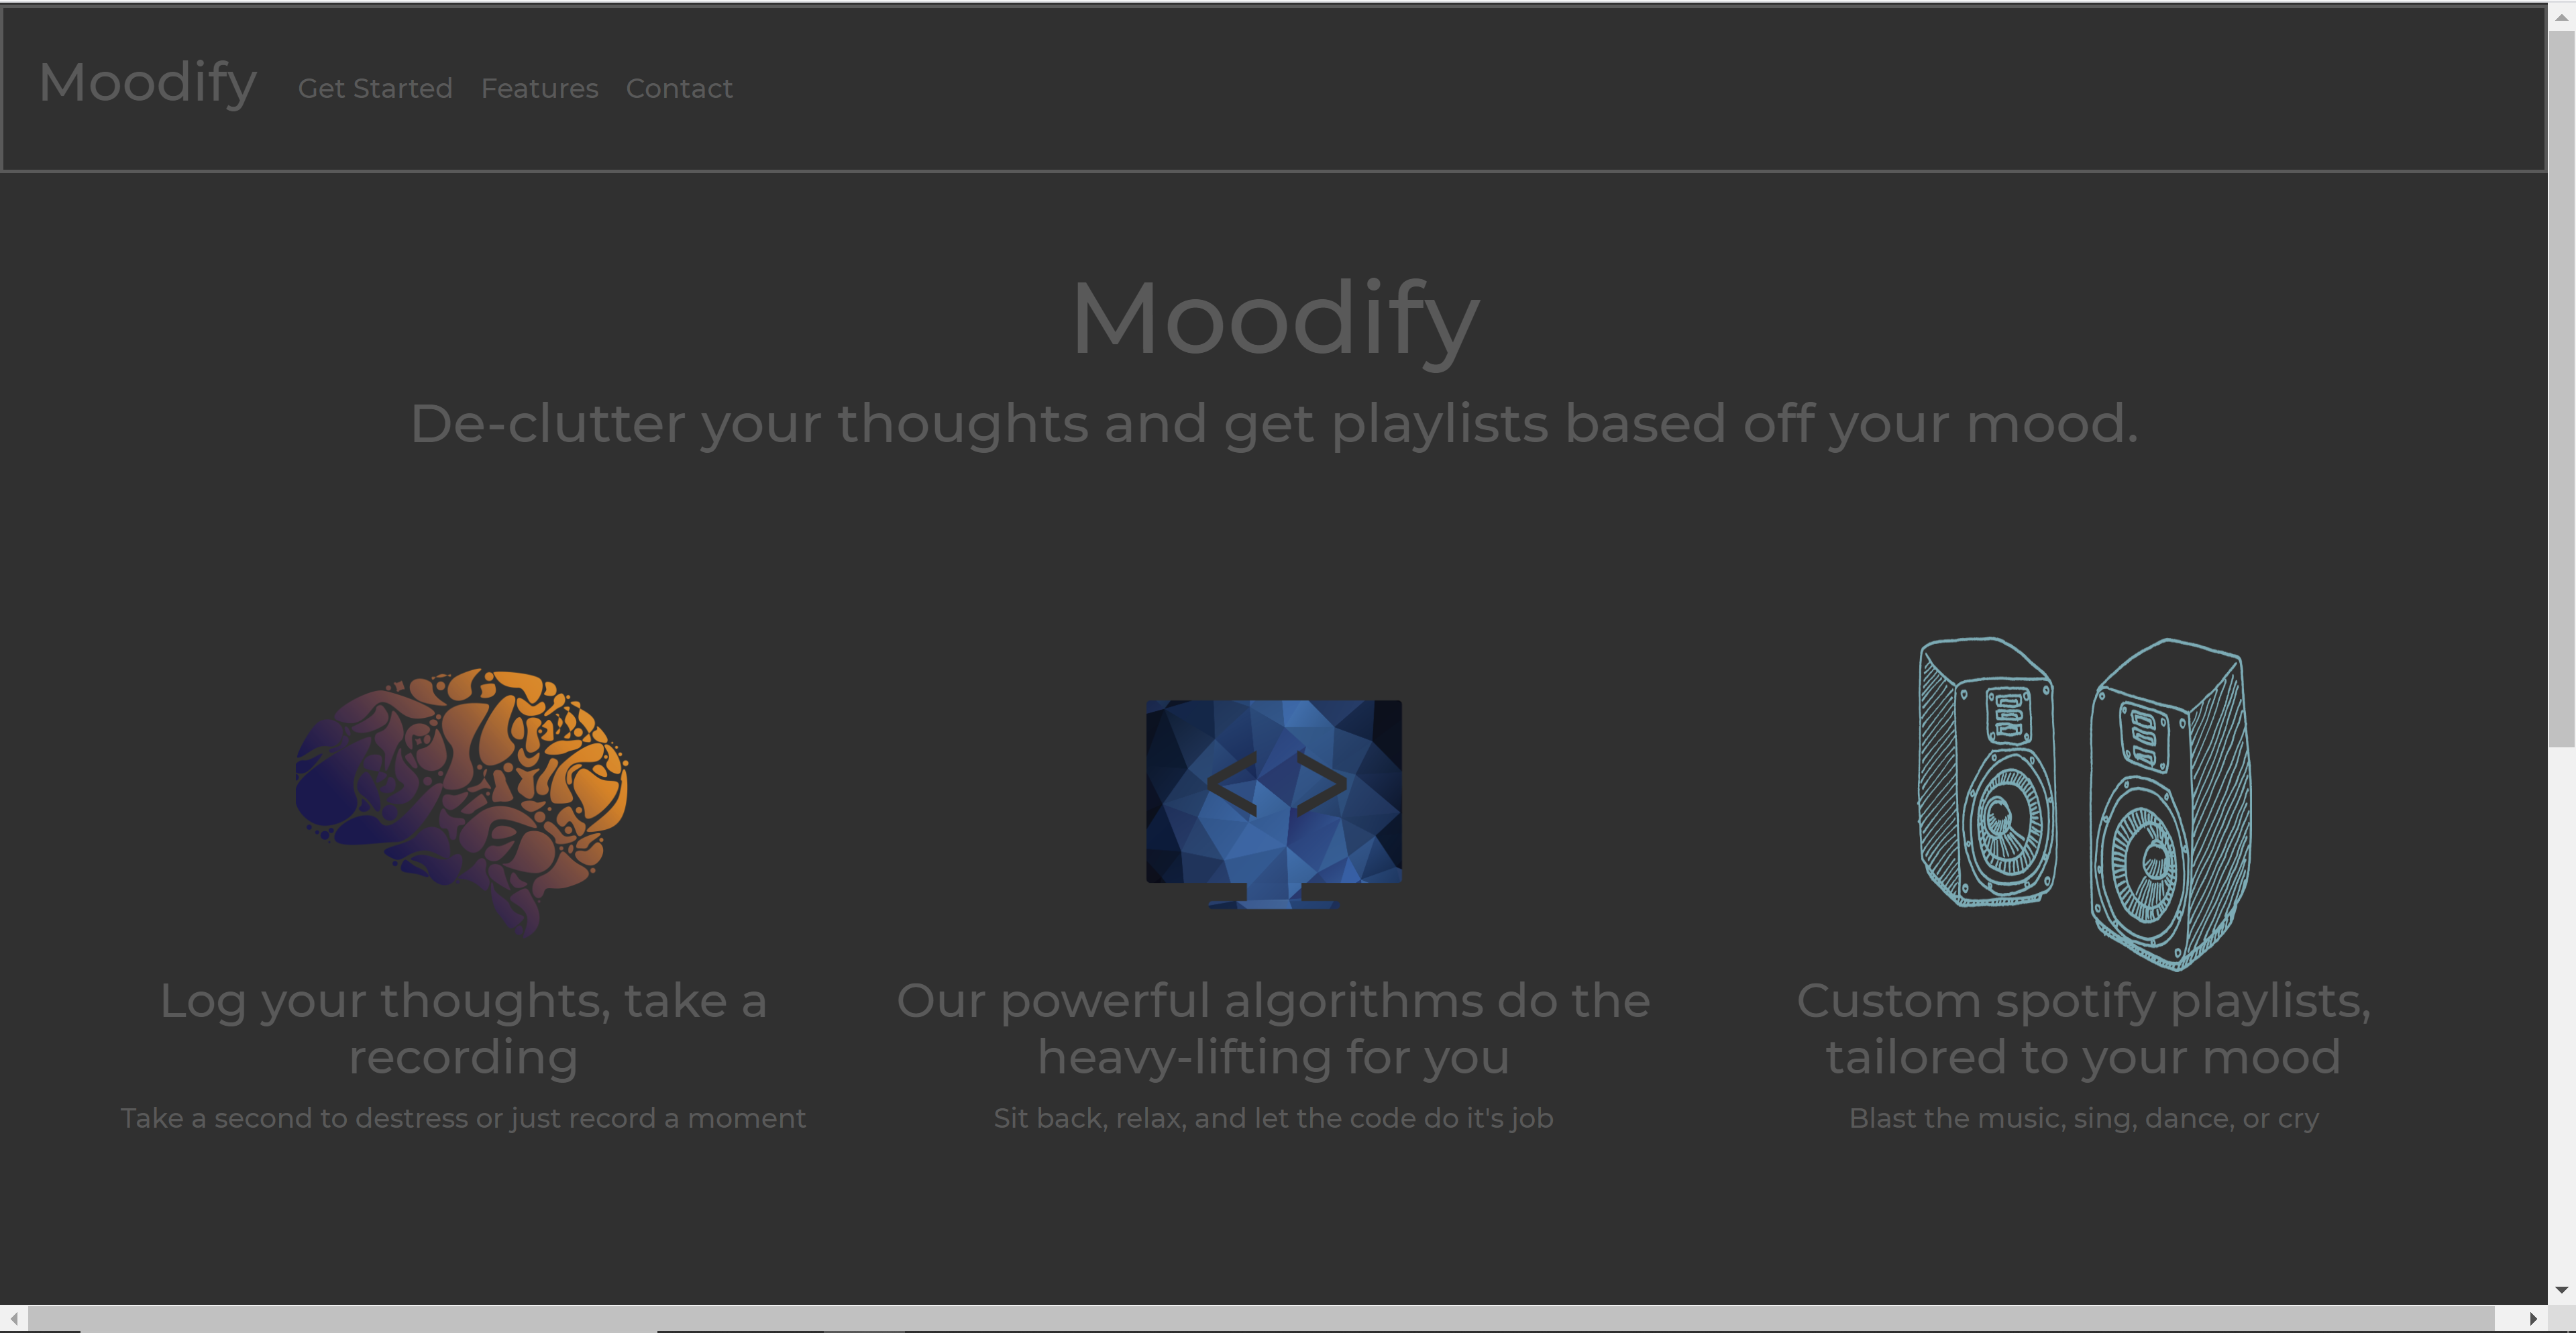 Moodify Get Started Features Contact
Moodify
De-clutter your thoughts and get playlists based off your mood.
< >
Log your thoughts, take a
recording
Take a second to destress or just record a moment
Our powerful algorithms do the
heavy-lifting for you
Sit back, relax, and let the code do it's job
Custom spotify playlists,
tailored to your mood
Blast the music, sing, dance, or cry